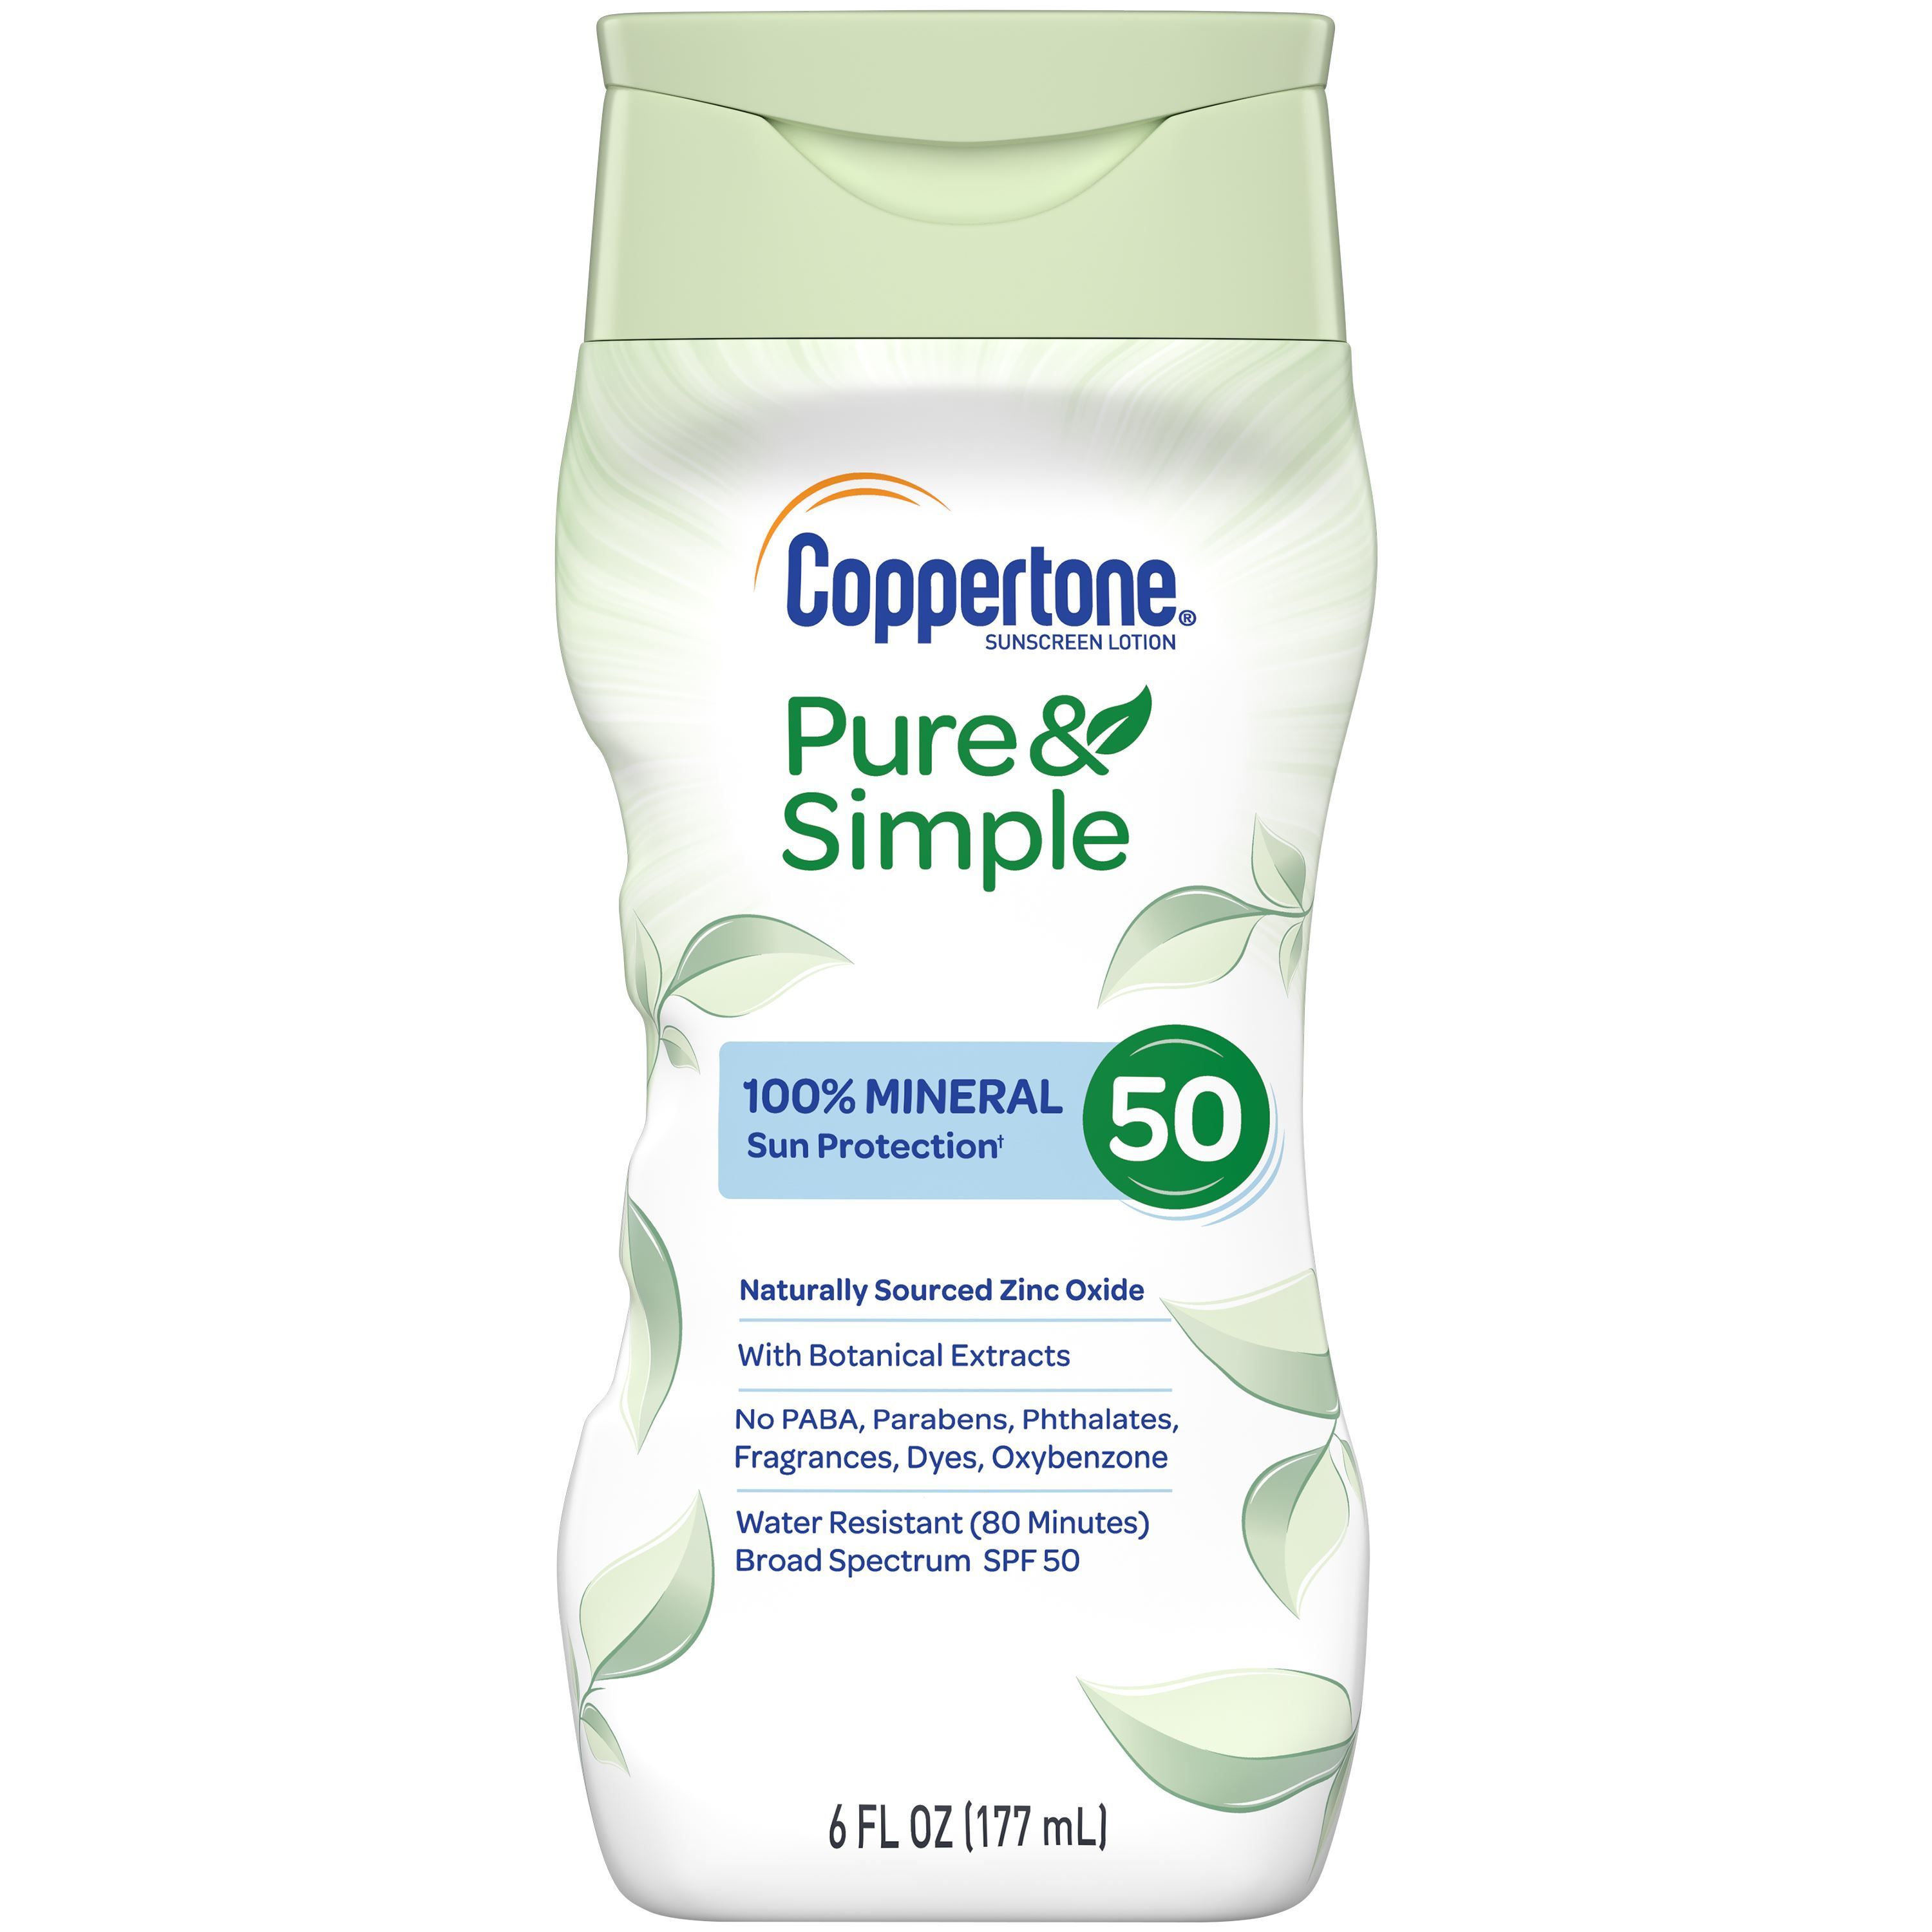 Coppertone®
SUNSCREEN LOTION
Pure &
Simple
100% MINERAL
Sun Protection†
50
Naturally Sourced Zinc Oxide
With Botanical Extracts
No PABA, Parabens, Phthalates,
Fragrances, Dyes, Oxybenzone
Water Resistant (80 Minutes)
Broad Spectrum SPF 50
6 FL OZ (177 mL)